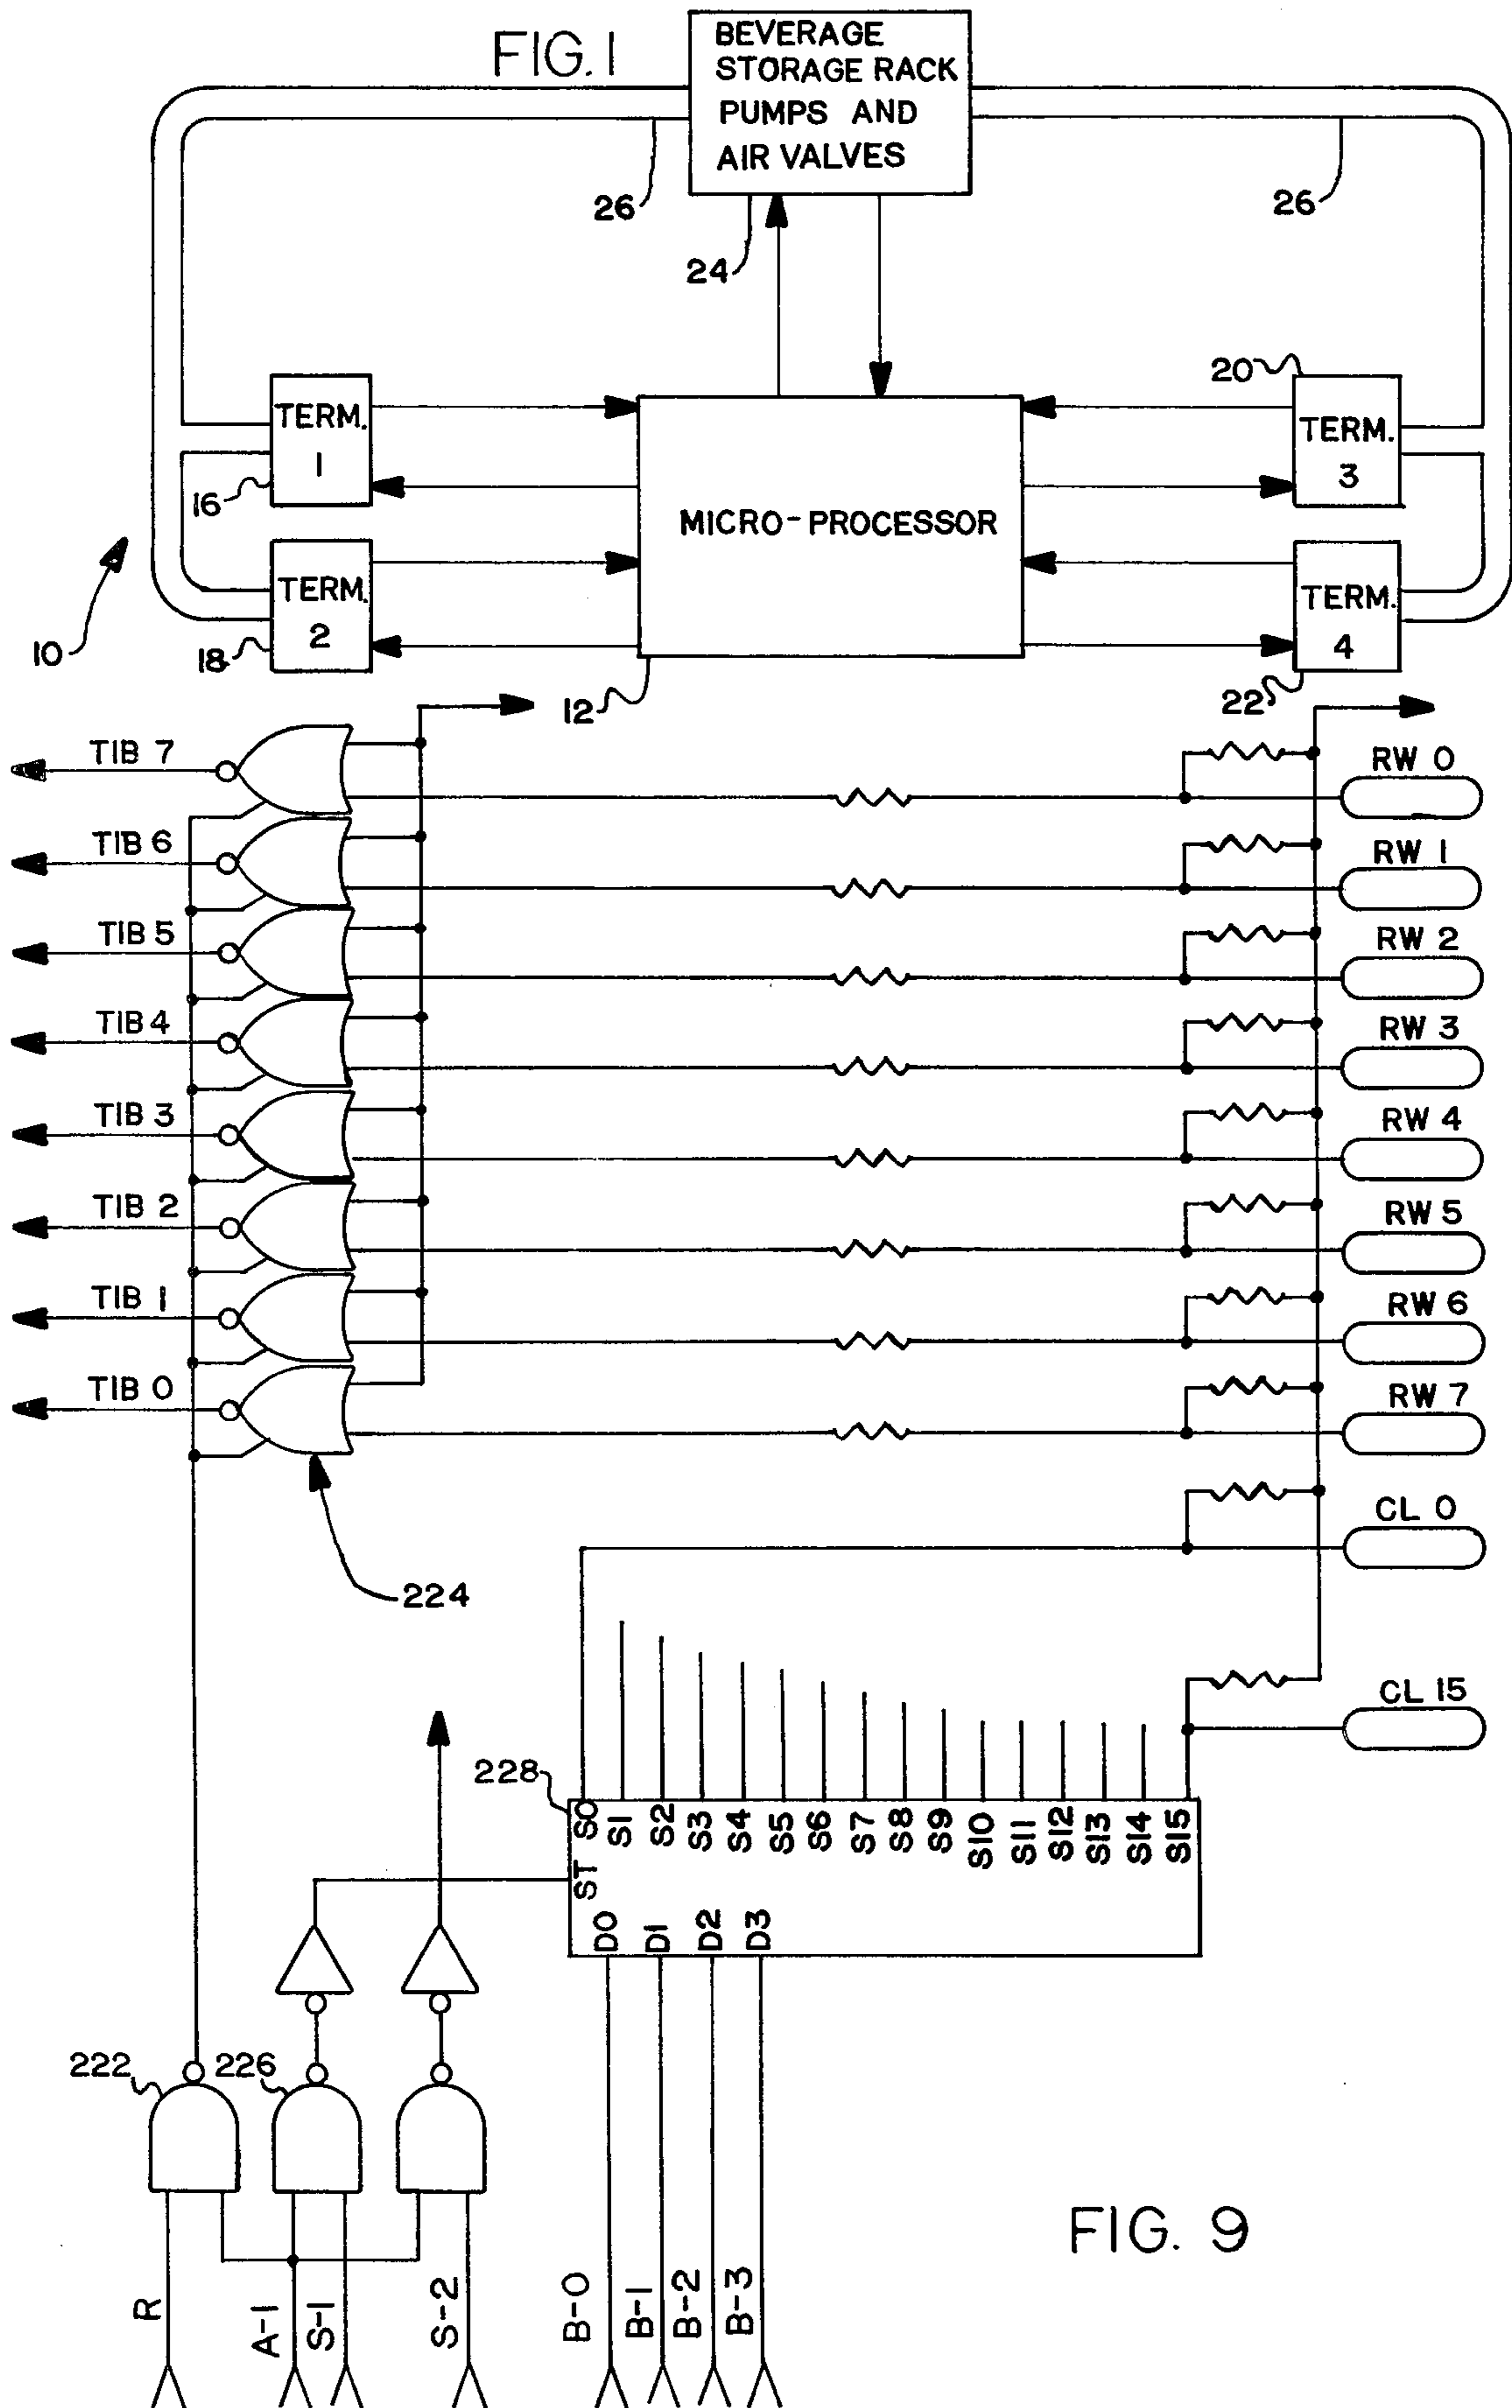 FIG. 1
BEVERAGE
STORAGE RACK
PUMPS AND
AIR VALVES
26
26
24
20
TERM.
1
TERM.
3
16
MICRO-PROCESSOR
10
TERM.
2
TERM.
4
18
12
22
TIB 7
RW 0
TIB 6
RW 1
TIB 5
RW 2
TIB 4
RW 3
TIB 3
RW 4
TIB 2
RW 5
TIB 1
RW 6
TIB 0
RW 7
CL 0
224
CL 15
228
S0
S1
S2
S3
S4
S5
S6
S7
S8
S9
S10
S11
S12
S13
S14
S15
ST
D0
D1
D2
D3
222
226
FIG. 9
R
A-1
S-1
S-2
B-0
B-1
B-2
B-3